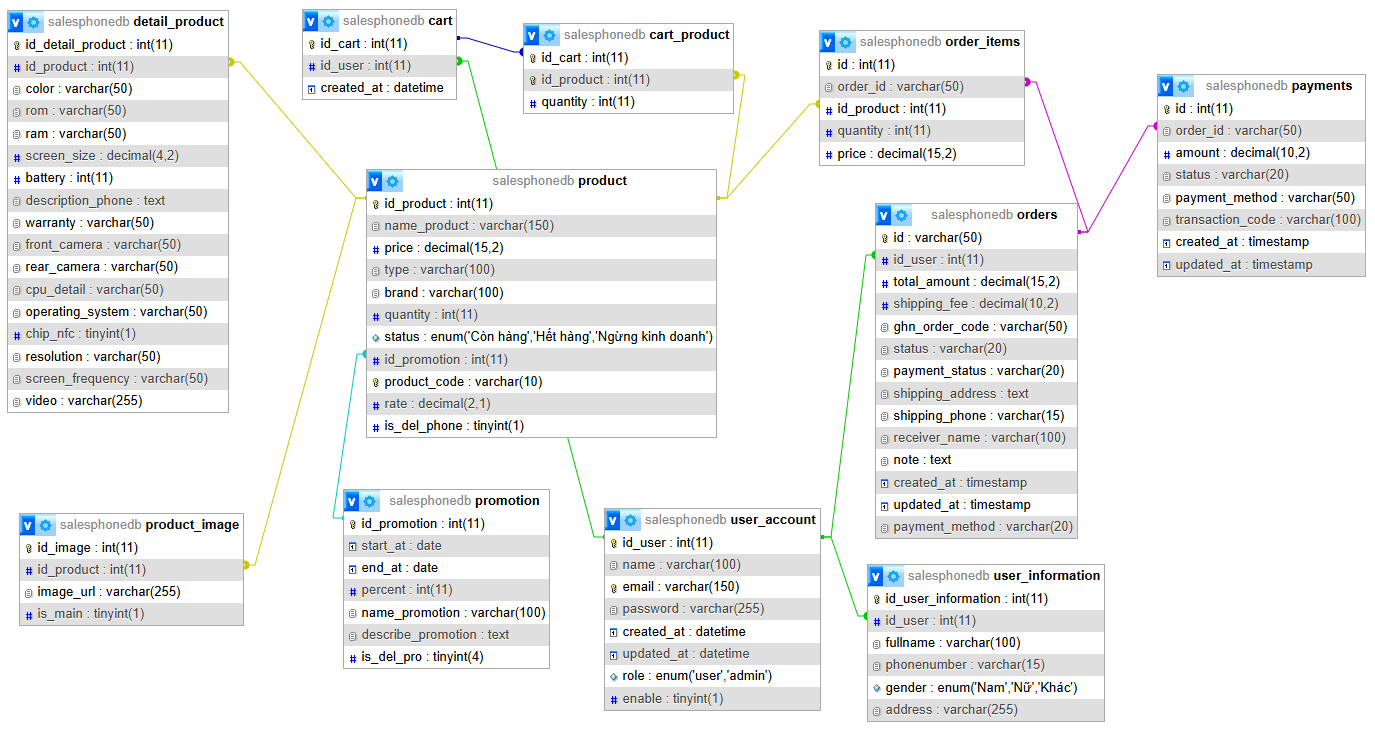 salesphonedb detail_product
id_detail_product : int(11)
id_product : int(11)
color : varchar(50)
rom : varchar(50)
ram : varchar(50)
screen_size : decimal(4,2)
battery : int(11)
description_phone : text
warranty : varchar(50)
front_camera : varchar(50)
rear_camera : varchar(50)
cpu_detail : varchar(50)
operating_system : varchar(50)
chip_nfc : tinyint(1)
resolution : varchar(50)
screen_frequency : varchar(50)
video : varchar(255)
salesphonedb cart
id_cart : int(11)
id_user : int(11)
created_at : datetime
salesphonedb cart_product
id_cart : int(11)
id_product : int(11)
quantity : int(11)
salesphonedb order_items
id : int(11)
order_id : varchar(50)
id_product : int(11)
quantity : int(11)
price : decimal(15,2)
salesphonedb payments
id : int(11)
order_id : varchar(50)
amount : decimal(10,2)
status : varchar(20)
payment_method : varchar(50)
transaction_code : varchar(100)
created_at : timestamp
updated_at : timestamp
salesphonedb product
id_product : int(11)
name_product : varchar(150)
price : decimal(15,2)
type : varchar(100)
brand : varchar(100)
quantity : int(11)
status : enum('Còn hàng','Hết hàng','Ngừng kinh doanh')
id_promotion : int(11)
product_code : varchar(10)
rate : decimal(2,1)
is_del_phone : tinyint(1)
salesphonedb orders
id : varchar(50)
id_user : int(11)
total_amount : decimal(15,2)
shipping_fee : decimal(10,2)
ghn_order_code : varchar(50)
status : varchar(20)
payment_status : varchar(20)
shipping_address : text
shipping_phone : varchar(15)
receiver_name : varchar(100)
note : text
created_at : timestamp
updated_at : timestamp
payment_method : varchar(20)
salesphonedb product_image
id_image : int(11)
id_product : int(11)
image_url : varchar(255)
is_main : tinyint(1)
salesphonedb promotion
id_promotion : int(11)
start_at : date
end_at : date
percent : int(11)
name_promotion : varchar(100)
describe_promotion : text
is_del_pro : tinyint(4)
salesphonedb user_account
id_user : int(11)
name : varchar(100)
email : varchar(150)
password : varchar(255)
created_at : datetime
updated_at : datetime
role : enum('user','admin')
enable : tinyint(1)
salesphonedb user_information
id_user_information : int(11)
id_user : int(11)
fullname : varchar(100)
phonenumber : varchar(15)
gender : enum('Nam','Nữ','Khác')
address : varchar(255)